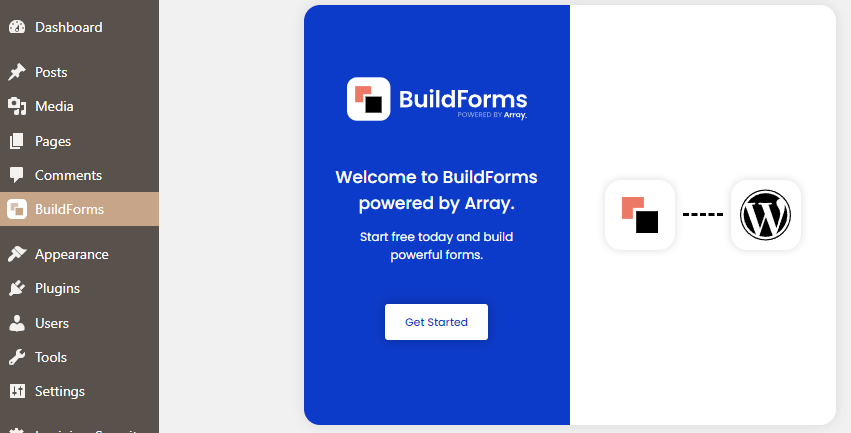 Dashboard
Posts
Media
Pages
Comments
BuildForms
Appearance
Plugins
Users
Tools
Settings
BuildForms
POWERED BY Array.
Welcome to BuildForms
powered by Array.
Start free today and build
powerful forms.
Get Started